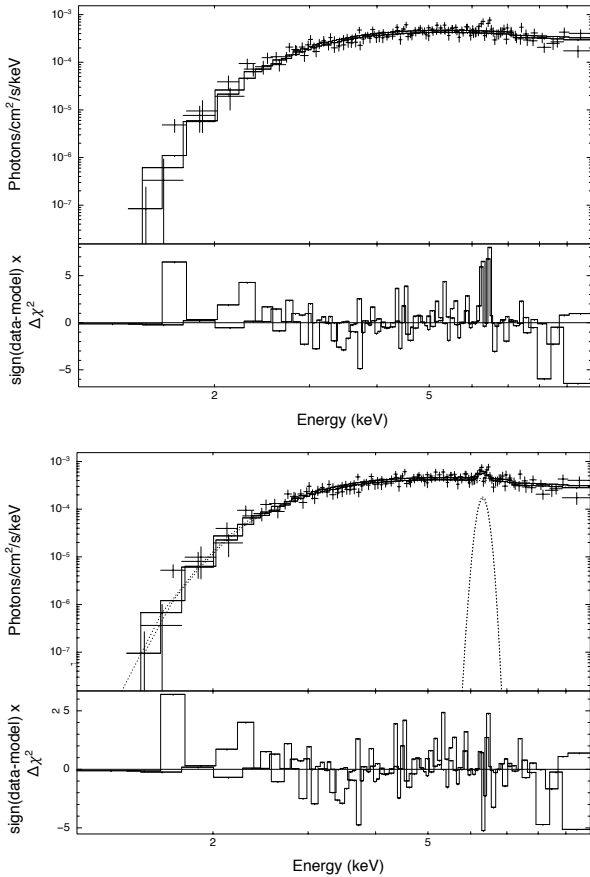 10⁻³
10⁻⁴
10⁻⁵
10⁻⁶
10⁻⁷
Photons/cm²/s/keV
5
0
−5
sign(data-model) x
Δχ²
2
5
Energy (keV)
10⁻³
10⁻⁴
10⁻⁵
10⁻⁶
10⁻⁷
Photons/cm²/s/keV
2 5
0
−5
sign(data-model) x
Δχ²
2
5
Energy (keV)